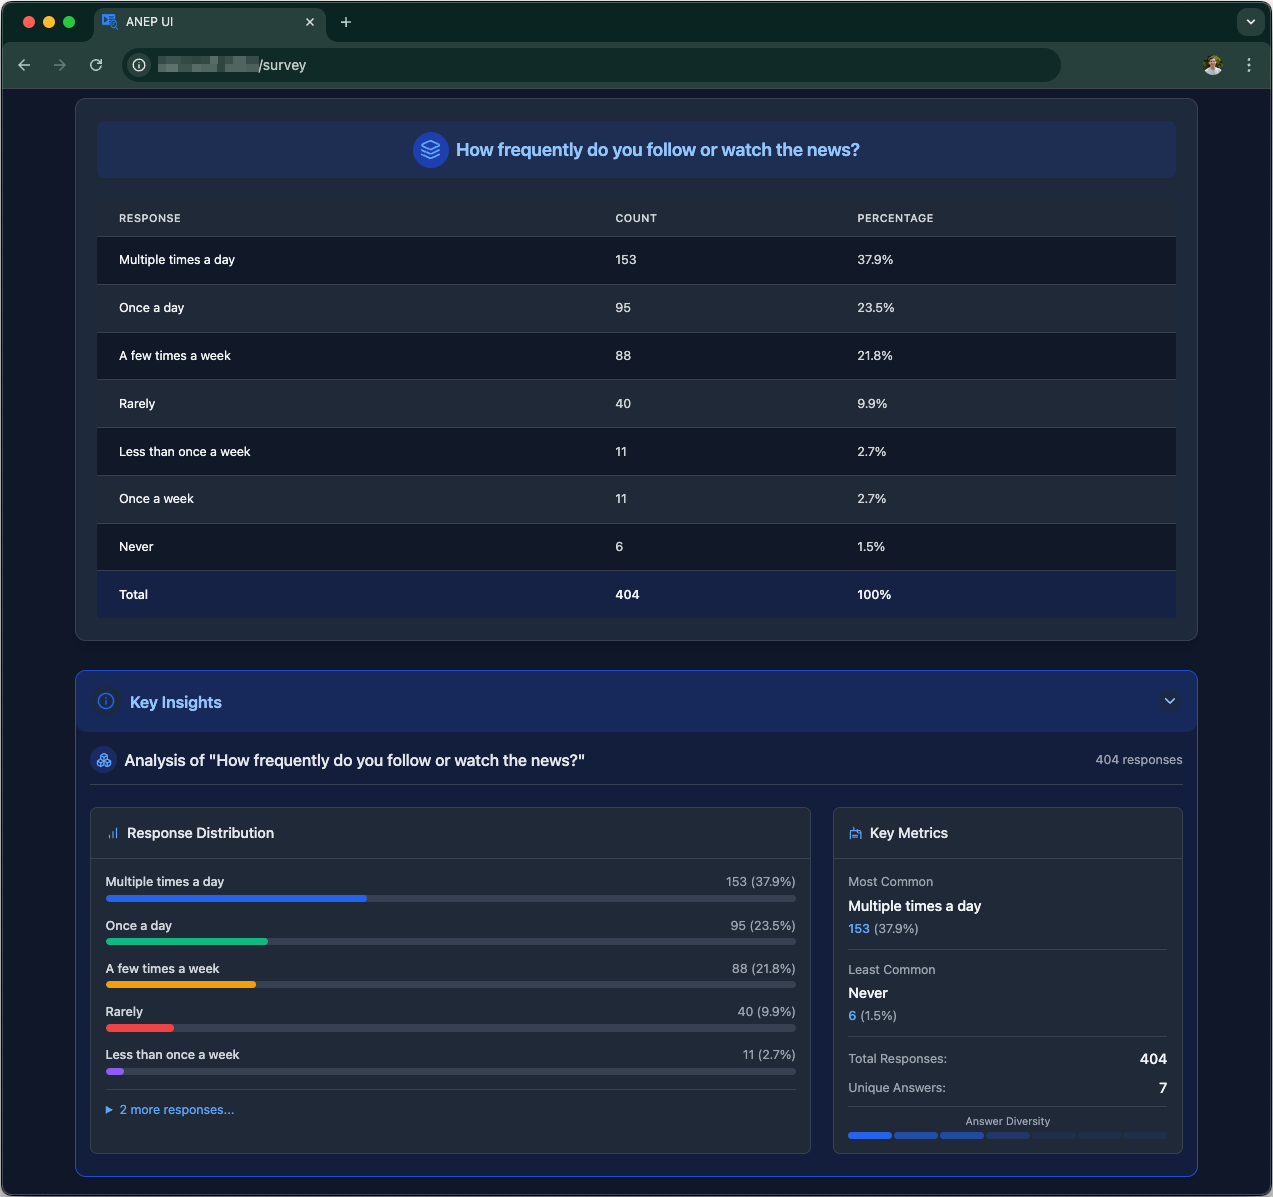 ANEP UI
/survey
How frequently do you follow or watch the news?
RESPONSE COUNT PERCENTAGE
Multiple times a day 153 37.9%
Once a day 95 23.5%
A few times a week 88 21.8%
Rarely 40 9.9%
Less than once a week 11 2.7%
Once a week 11 2.7%
Never 6 1.5%
Total 404 100%
Key Insights
Analysis of "How frequently do you follow or watch the news?" 404 responses
Response Distribution
Multiple times a day 153 (37.9%)
Once a day 95 (23.5%)
A few times a week 88 (21.8%)
Rarely 40 (9.9%)
Less than once a week 11 (2.7%)
2 more responses...
Key Metrics
Most Common
Multiple times a day
153 (37.9%)
Least Common
Never
6 (1.5%)
Total Responses: 404
Unique Answers: 7
Answer Diversity